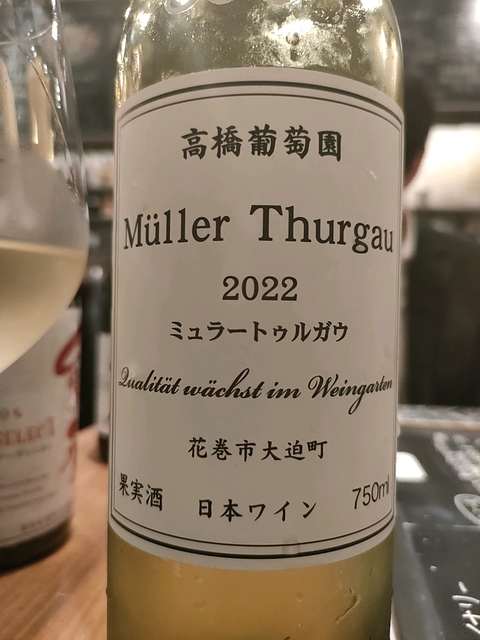 高橋葡萄園
Müller Thurgau
2022
ミュラートゥルガウ
Qualität wächst im Weingarten
花巻市大迫町
果実酒 日本ワイン 750ml
SELECT